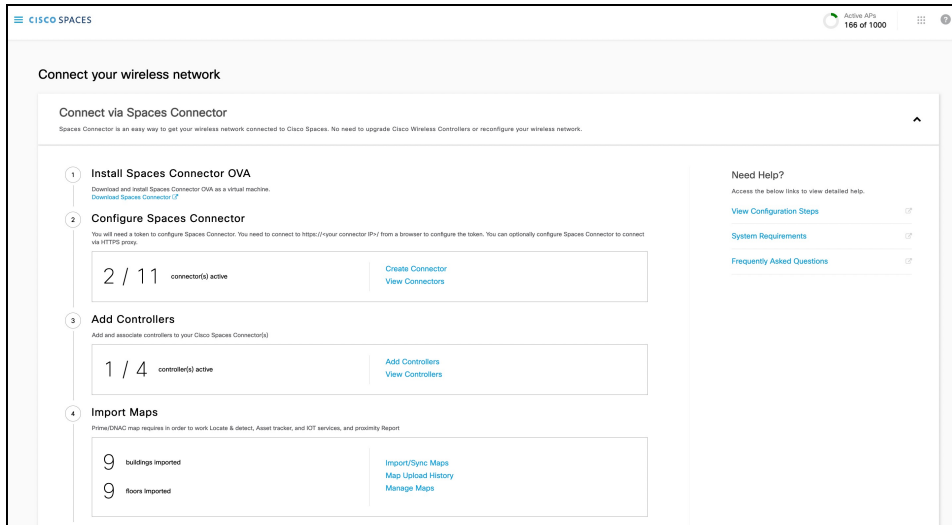 CISCO SPACES
Active APs
166 of 1000
Connect your wireless network
Connect via Spaces Connector
Spaces Connector is an easy way to get your wireless network connected to Cisco Spaces. No need to upgrade Cisco Wireless Controllers or reconfigure your wireless network.
1
Install Spaces Connector OVA
Download and install Spaces Connector OVA as a virtual machine.
Download Spaces Connector
2
Configure Spaces Connector
You will need a token to configure Spaces Connector. You need to connect to https://<your connector IP>/ from a browser to configure the token. You can optionally configure Spaces Connector to connect
via HTTPS proxy.
2 / 11 connector(s) active
Create Connector
View Connectors
3
Add Controllers
Add and associate controllers to your Cisco Spaces Connector(s)
1 / 4 controller(s) active
Add Controllers
View Controllers
4
Import Maps
Prime/DNAC map requires in order to work Locate & detect, Asset tracker, and IOT services, and proximity Report
9 buildings imported
9 floors Imported
Import/Sync Maps
Map Upload History
Manage Maps
Need Help?
Access the below links to view detailed help.
View Configuration Steps
System Requirements
Frequently Asked Questions